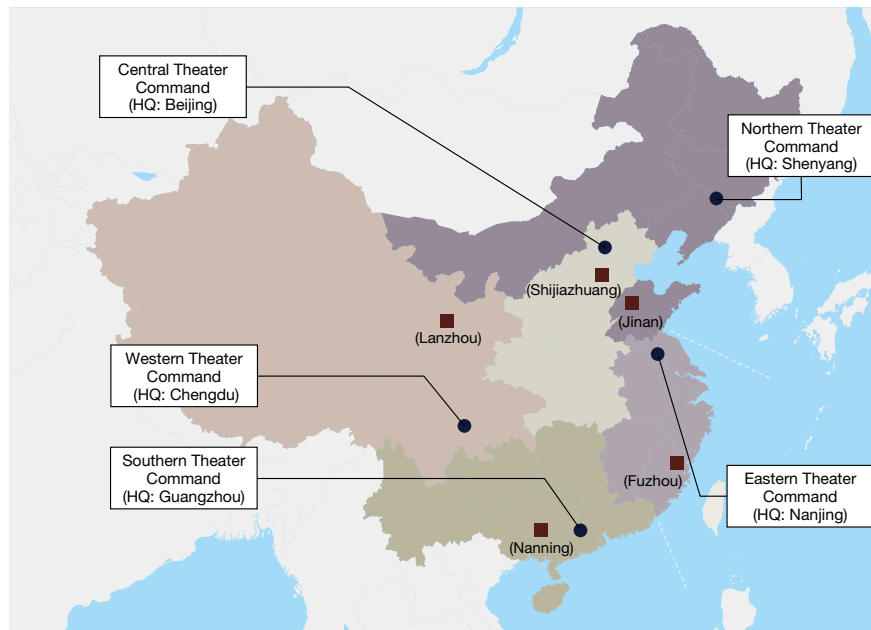 Central Theater
Command
(HQ: Beijing)
Northern Theater
Command
(HQ: Shenyang)
(Shijiazhuang)
(Jinan)
(Lanzhou)
Western Theater
Command
(HQ: Chengdu)
Southern Theater
Command
(HQ: Guangzhou)
(Fuzhou)
Eastern Theater
Command
(HQ: Nanjing)
(Nanning)